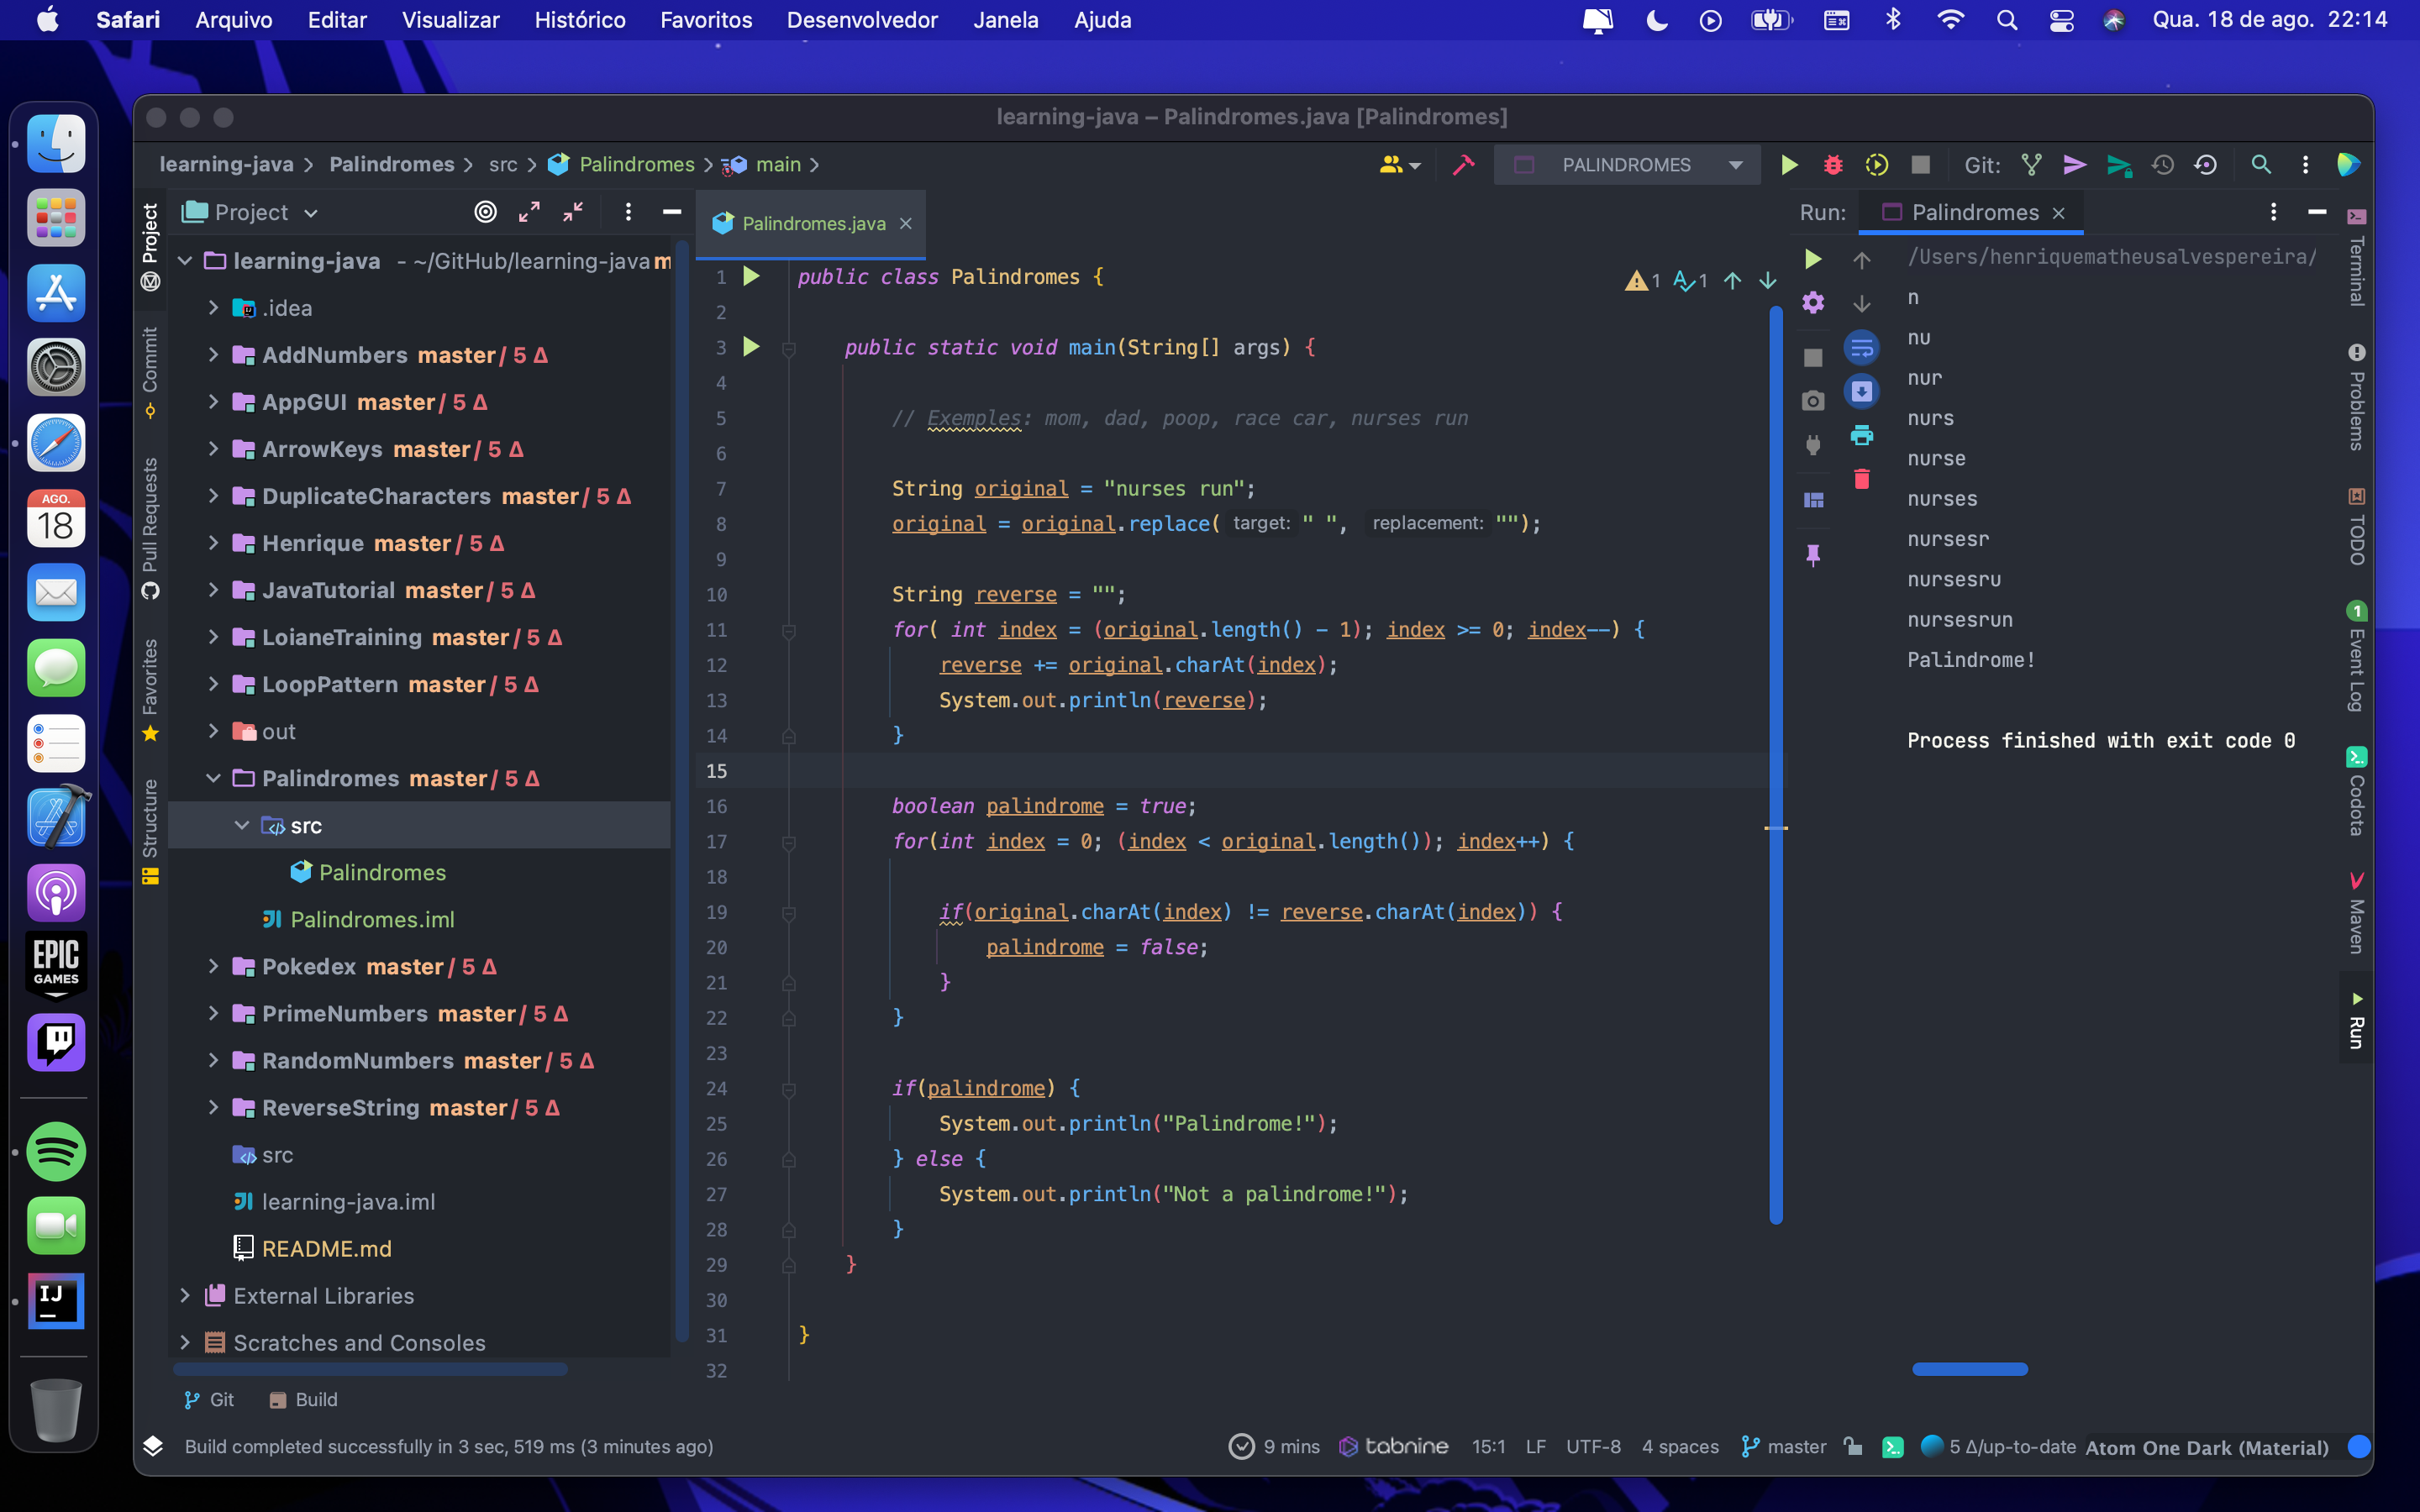 Safari Arquivo Editar Visualizar Histórico Favoritos Desenvolvedor Janela Ajuda Qua. 18 de ago. 22:14
learning-java – Palindromes.java [Palindromes]
learning-java Palindromes src Palindromes main PALINDROMES Git:
Project
Project
Commit
Pull Requests
Favorites
Structure
learning-java - ~/GitHub/learning-java m
.idea
AddNumbers master / 5 Δ
AppGUI master / 5 Δ
ArrowKeys master / 5 Δ
DuplicateCharacters master / 5 Δ
Henrique master / 5 Δ
JavaTutorial master / 5 Δ
LoianeTraining master / 5 Δ
LoopPattern master / 5 Δ
out
Palindromes master / 5 Δ
src
Palindromes
Palindromes.iml
Pokedex master / 5 Δ
PrimeNumbers master / 5 Δ
RandomNumbers master / 5 Δ
ReverseString master / 5 Δ
src
learning-java.iml
README.md
External Libraries
Scratches and Consoles
Palindromes.java
1 1
1 public class Palindromes {
2
3 public static void main(String[] args) {
4
5 // Exemples: mom, dad, poop, race car, nurses run
6
7 String original = "nurses run";
8 original = original.replace( target: " ", replacement: "");
9
10 String reverse = "";
11 for( int index = (original.length() - 1); index >= 0; index--) {
12 reverse += original.charAt(index);
13 System.out.println(reverse);
14 }
15
16 boolean palindrome = true;
17 for(int index = 0; (index < original.length()); index++) {
18
19 if(original.charAt(index) != reverse.charAt(index)) {
20 palindrome = false;
21 }
22 }
23
24 if(palindrome) {
25 System.out.println("Palindrome!");
26 } else {
27 System.out.println("Not a palindrome!");
28 }
29 }
30
31 }
32
Run: Palindromes
/Users/henriquematheusalvespereira/
n
nu
nur
nurs
nurse
nurses
nursesr
nursesru
nursesrun
Palindrome!
Process finished with exit code 0
Terminal
Problems
TODO
1
Event Log
Codota
Maven
Run
AGO.
18
EPIC
GAMES
IJ
Git Build
Build completed successfully in 3 sec, 519 ms (3 minutes ago) 9 mins tabnine 15:1 LF UTF-8 4 spaces master 5 Δ/up-to-date Atom One Dark (Material)